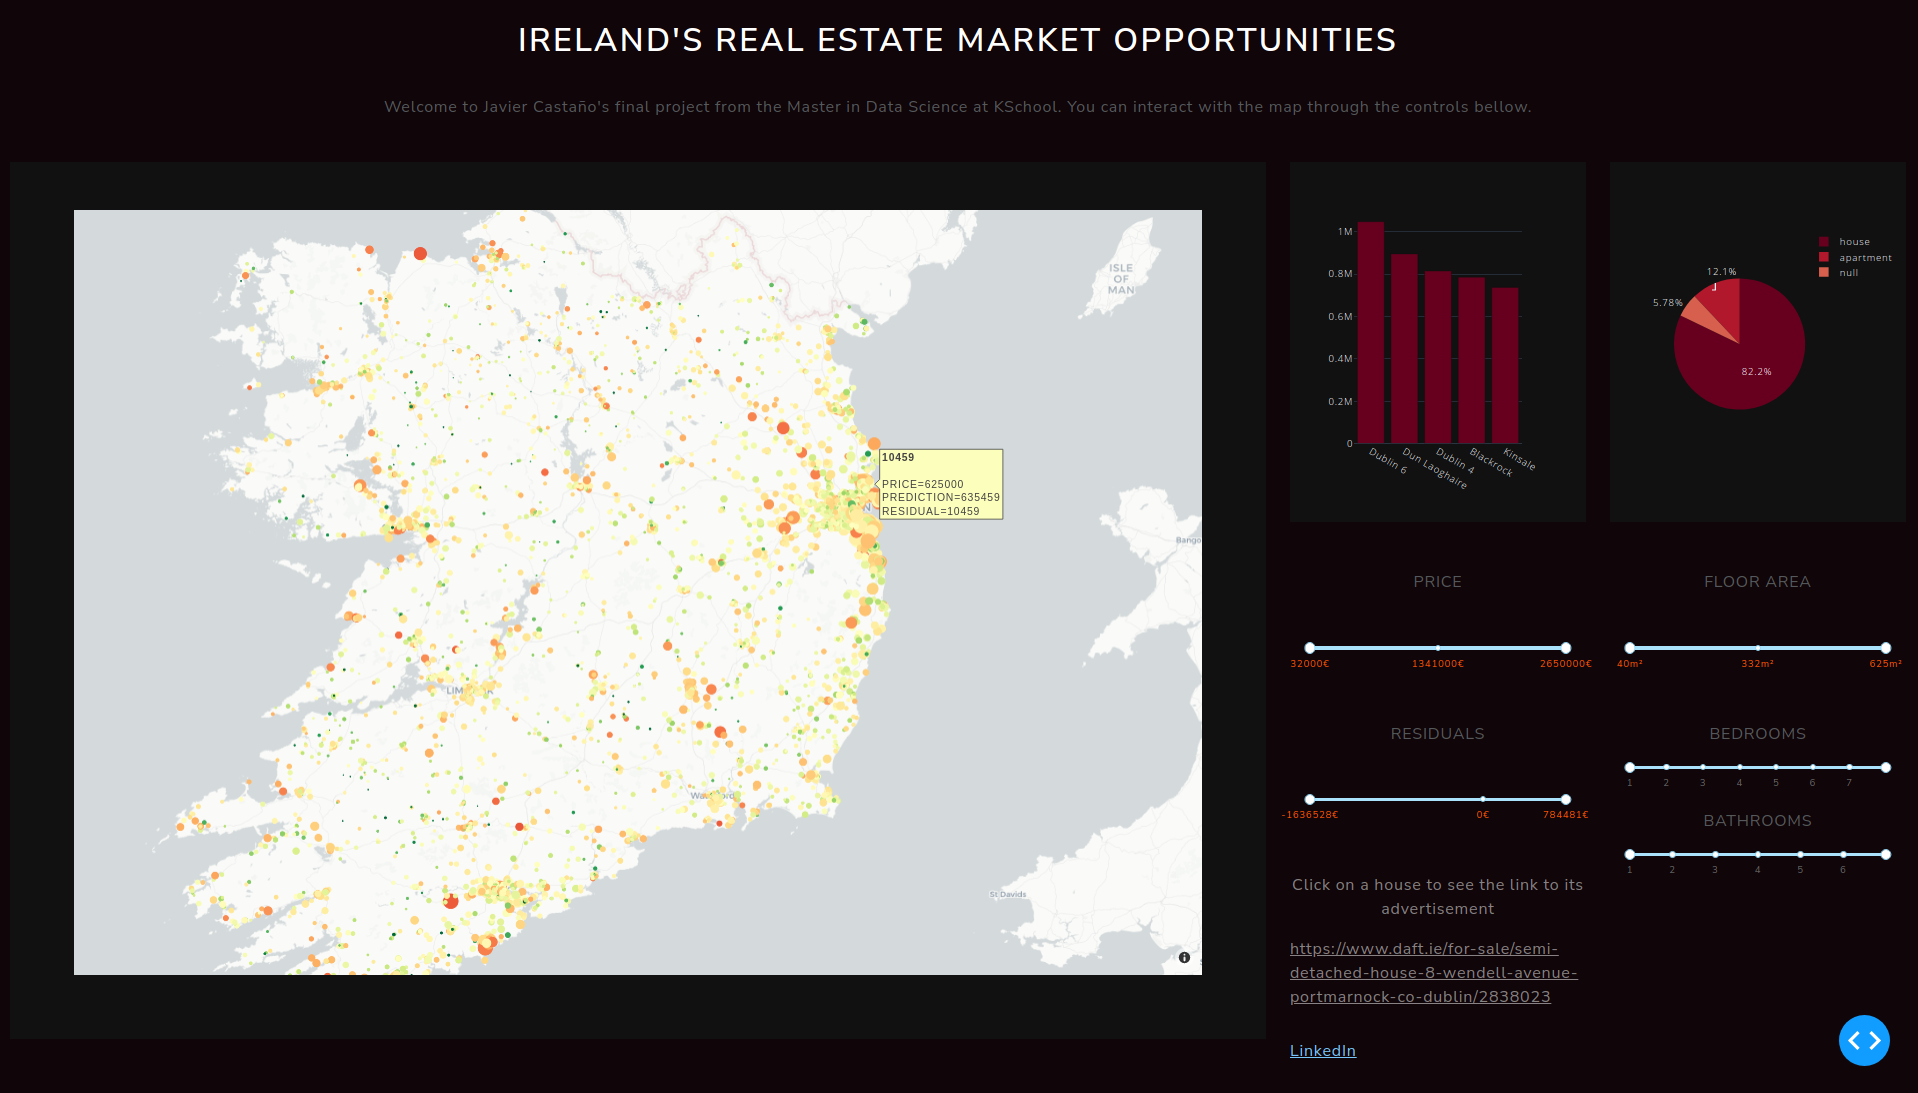 IRELAND'S REAL ESTATE MARKET OPPORTUNITIES
Welcome to Javier Castaño's final project from the Master in Data Science at KSchool. You can interact with the map through the controls bellow.
ISLE
OF
MAN
10459
PRICE=625000
PREDICTION=635459
RESIDUAL=10459
Bango
St Davids
1M
0.8M
0.6M
0.4M
0.2M
0
Dublin 6
Dun Laoghaire
Dublin 4
Blackrock
Kinsale
house
apartment
null
12.1%
5.78%
82.2%
PRICE
32000€
1341000€
2650000€
FLOOR AREA
40m²
332m²
625m²
RESIDUALS
-1636528€
0€
784481€
BEDROOMS
1 2 3 4 5 6 7
BATHROOMS
1 2 3 4 5 6
Click on a house to see the link to its
advertisement
https://www.daft.ie/for-sale/semi-
detached-house-8-wendell-avenue-
portmarnock-co-dublin/2838023
LinkedIn